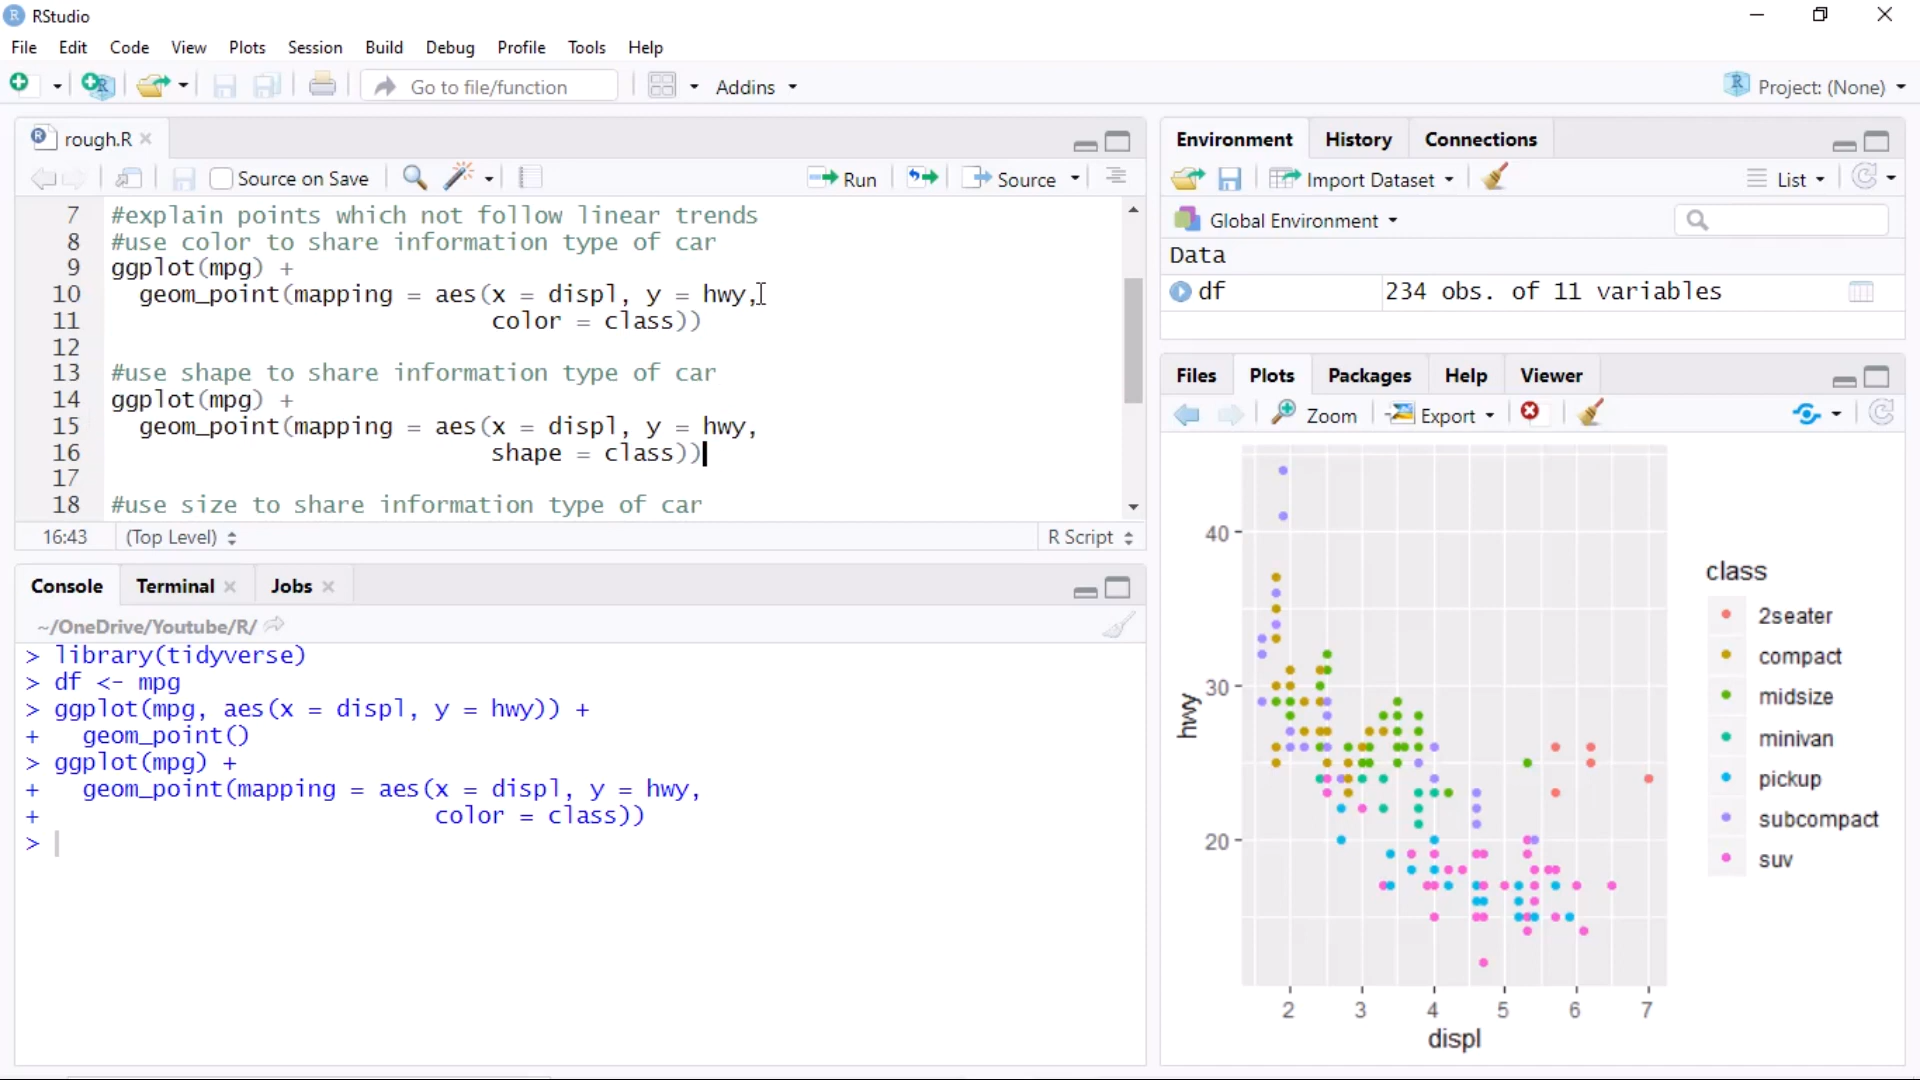 RStudio
File Edit Code View Plots Session Build Debug Profile Tools Help
Go to file/function Addins Project: (None)
rough.R
Source on Save Run Source
7 #explain points which not follow linear trends
8 #use color to share information type of car
9 ggplot(mpg) +
10 geom_point(mapping = aes(x = displ, y = hwy,
11 color = class))
12
13 #use shape to share information type of car
14 ggplot(mpg) +
15 geom_point(mapping = aes(x = displ, y = hwy,
16 shape = class))
17
18 #use size to share information type of car
16:43 (Top Level) R Script
Console Terminal Jobs
~/OneDrive/Youtube/R/
> library(tidyverse)
> df <- mpg
> ggplot(mpg, aes(x = displ, y = hwy)) +
+ geom_point()
> ggplot(mpg) +
+ geom_point(mapping = aes(x = displ, y = hwy,
+ color = class))
>
Environment History Connections
Import Dataset List
Global Environment
Data
df 234 obs. of 11 variables
Files Plots Packages Help Viewer
Zoom Export
40
30
20
hwy
2 3 4 5 6 7
displ
class
2seater
compact
midsize
minivan
pickup
subcompact
suv